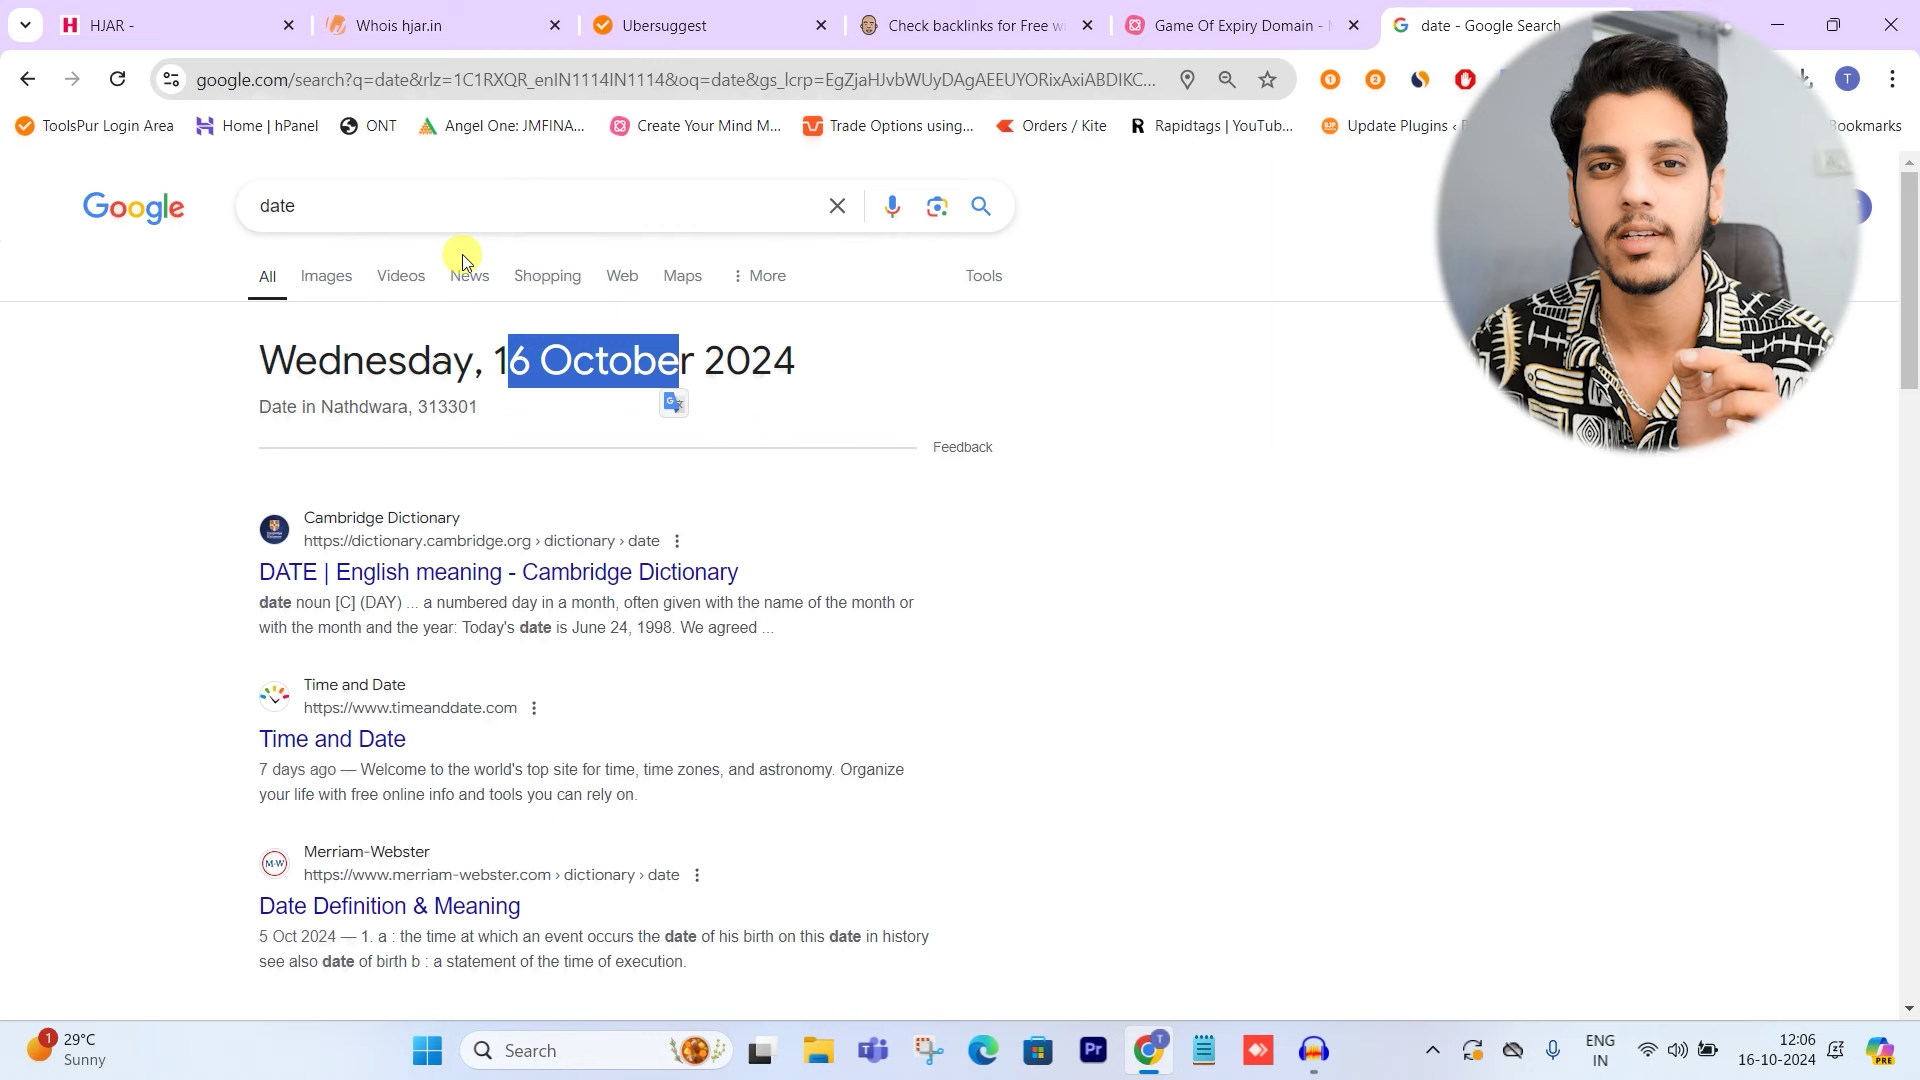 HJAR -
Whois hjar.in
Ubersuggest
Check backlinks for Free w
Game Of Expiry Domain -
date - Google Search
google.com/search?q=date&rlz=1C1RXQR_enIN1114IN1114&oq=date&gs_lcrp=EgZjaHJvbWUyDAgAEEUYORixAxiABDIKC...
T
ToolsPur Login Area
Home | hPanel
ONT
Angel One: JMFINA...
Create Your Mind M...
Trade Options using...
Orders / Kite
Rapidtags | YouTub...
Update Plugins ‹
Bookmarks
Google
date
All
Images
Videos
News
Shopping
Web
Maps
More
Tools
Wednesday, 16 October 2024
Date in Nathdwara, 313301
Feedback
Cambridge Dictionary
https://dictionary.cambridge.org › dictionary › date
DATE | English meaning - Cambridge Dictionary
date noun [C] (DAY) ... a numbered day in a month, often given with the name of the month or
with the month and the year: Today's date is June 24, 1998. We agreed ...
Time and Date
https://www.timeanddate.com
Time and Date
7 days ago — Welcome to the world's top site for time, time zones, and astronomy. Organize
your life with free online info and tools you can rely on.
M-W
Merriam-Webster
https://www.merriam-webster.com › dictionary › date
Date Definition & Meaning
5 Oct 2024 — 1. a : the time at which an event occurs the date of his birth on this date in history
see also date of birth b : a statement of the time of execution.
1
29°C
Sunny
Search
Pr
T
ENG
IN
12:06
16-10-2024
PRE